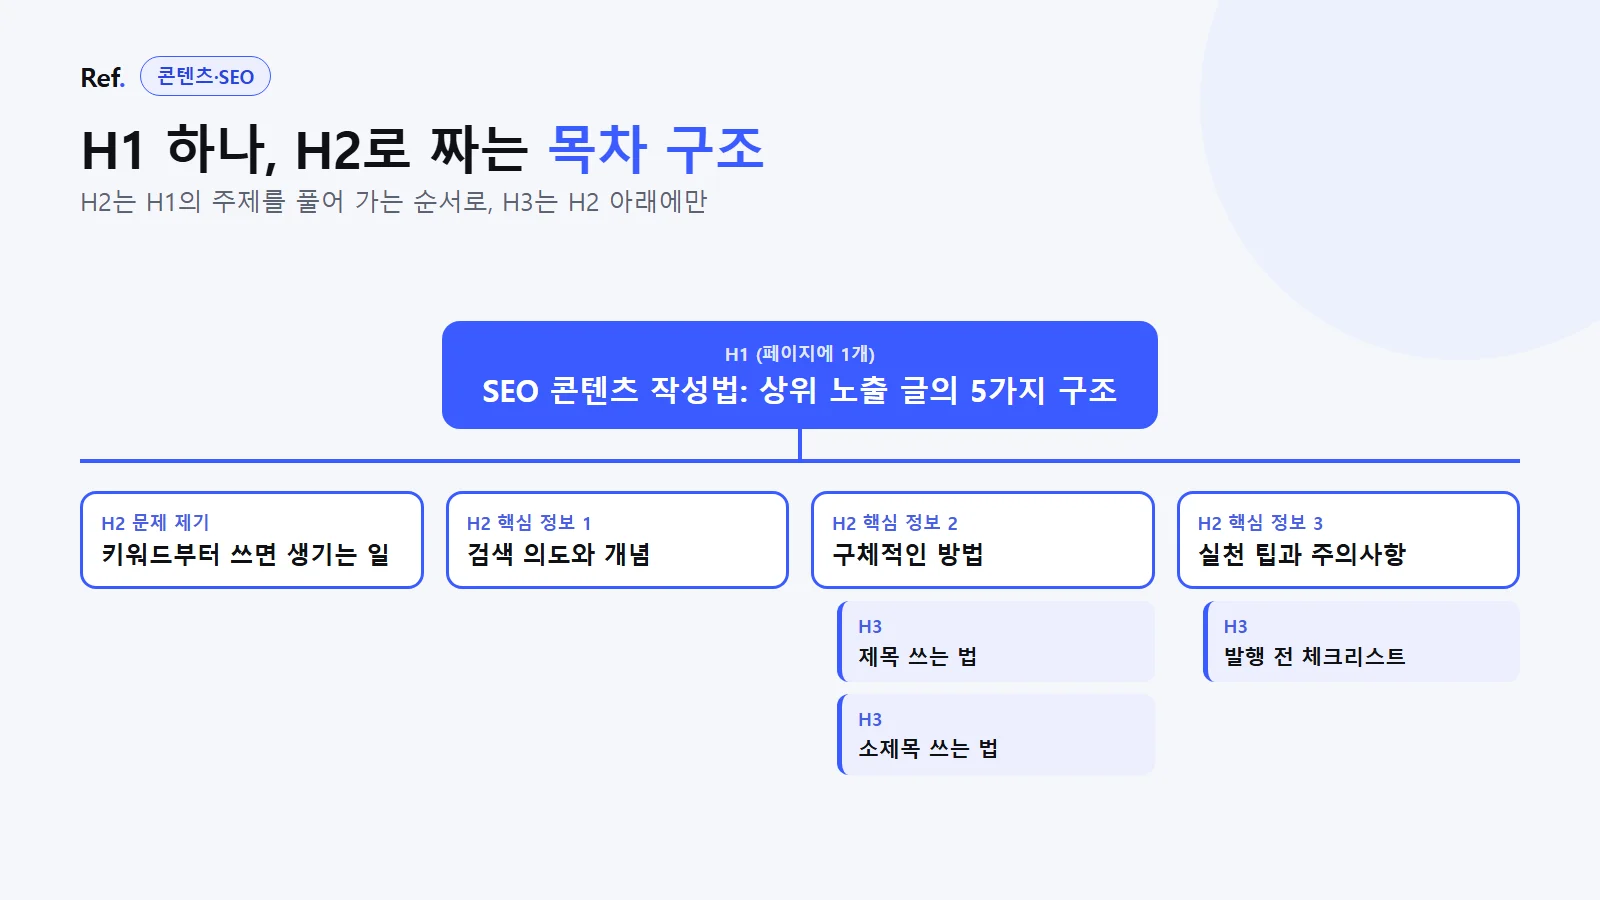 Ref.
콘텐츠·SEO
H1 하나, H2로 짜는 목차 구조
H2는 H1의 주제를 풀어 가는 순서로, H3는 H2 아래에만
H1 (페이지에 1개)
SEO 콘텐츠 작성법: 상위 노출 글의 5가지 구조
H2 문제 제기
키워드부터 쓰면 생기는 일
H2 핵심 정보 1
검색 의도와 개념
H2 핵심 정보 2
구체적인 방법
H3
제목 쓰는 법
H3
소제목 쓰는 법
H2 핵심 정보 3
실천 팁과 주의사항
H3
발행 전 체크리스트